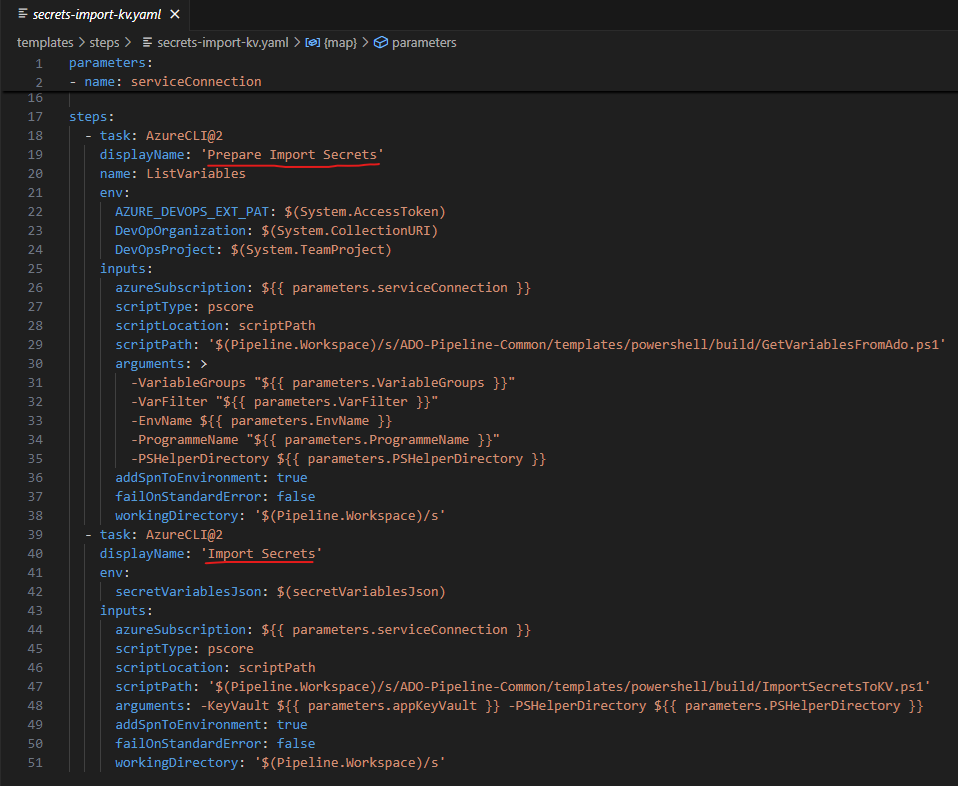 secrets-import-kv.yaml
templates > steps > secrets-import-kv.yaml > {map} > parameters
1 parameters:
2 - name: serviceConnection
16
17 steps:
18 - task: AzureCLI@2
19 displayName: 'Prepare Import Secrets'
20 name: ListVariables
21 env:
22 AZURE_DEVOPS_EXT_PAT: $(System.AccessToken)
23 DevOpOrganization: $(System.CollectionURI)
24 DevOpsProject: $(System.TeamProject)
25 inputs:
26 azureSubscription: ${{ parameters.serviceConnection }}
27 scriptType: pscore
28 scriptLocation: scriptPath
29 scriptPath: '$(Pipeline.Workspace)/s/ADO-Pipeline-Common/templates/powershell/build/GetVariablesFromAdo.ps1'
30 arguments: >
31 -VariableGroups "${{ parameters.VariableGroups }}"
32 -VarFilter "${{ parameters.VarFilter }}"
33 -EnvName ${{ parameters.EnvName }}
34 -ProgrammeName "${{ parameters.ProgrammeName }}"
35 -PSHelperDirectory ${{ parameters.PSHelperDirectory }}
36 addSpnToEnvironment: true
37 failOnStandardError: false
38 workingDirectory: '$(Pipeline.Workspace)/s'
39 - task: AzureCLI@2
40 displayName: 'Import Secrets'
41 env:
42 secretVariablesJson: $(secretVariablesJson)
43 inputs:
44 azureSubscription: ${{ parameters.serviceConnection }}
45 scriptType: pscore
46 scriptLocation: scriptPath
47 scriptPath: '$(Pipeline.Workspace)/s/ADO-Pipeline-Common/templates/powershell/build/ImportSecretsToKV.ps1'
48 arguments: -KeyVault ${{ parameters.appKeyVault }} -PSHelperDirectory ${{ parameters.PSHelperDirectory }}
49 addSpnToEnvironment: true
50 failOnStandardError: false
51 workingDirectory: '$(Pipeline.Workspace)/s'